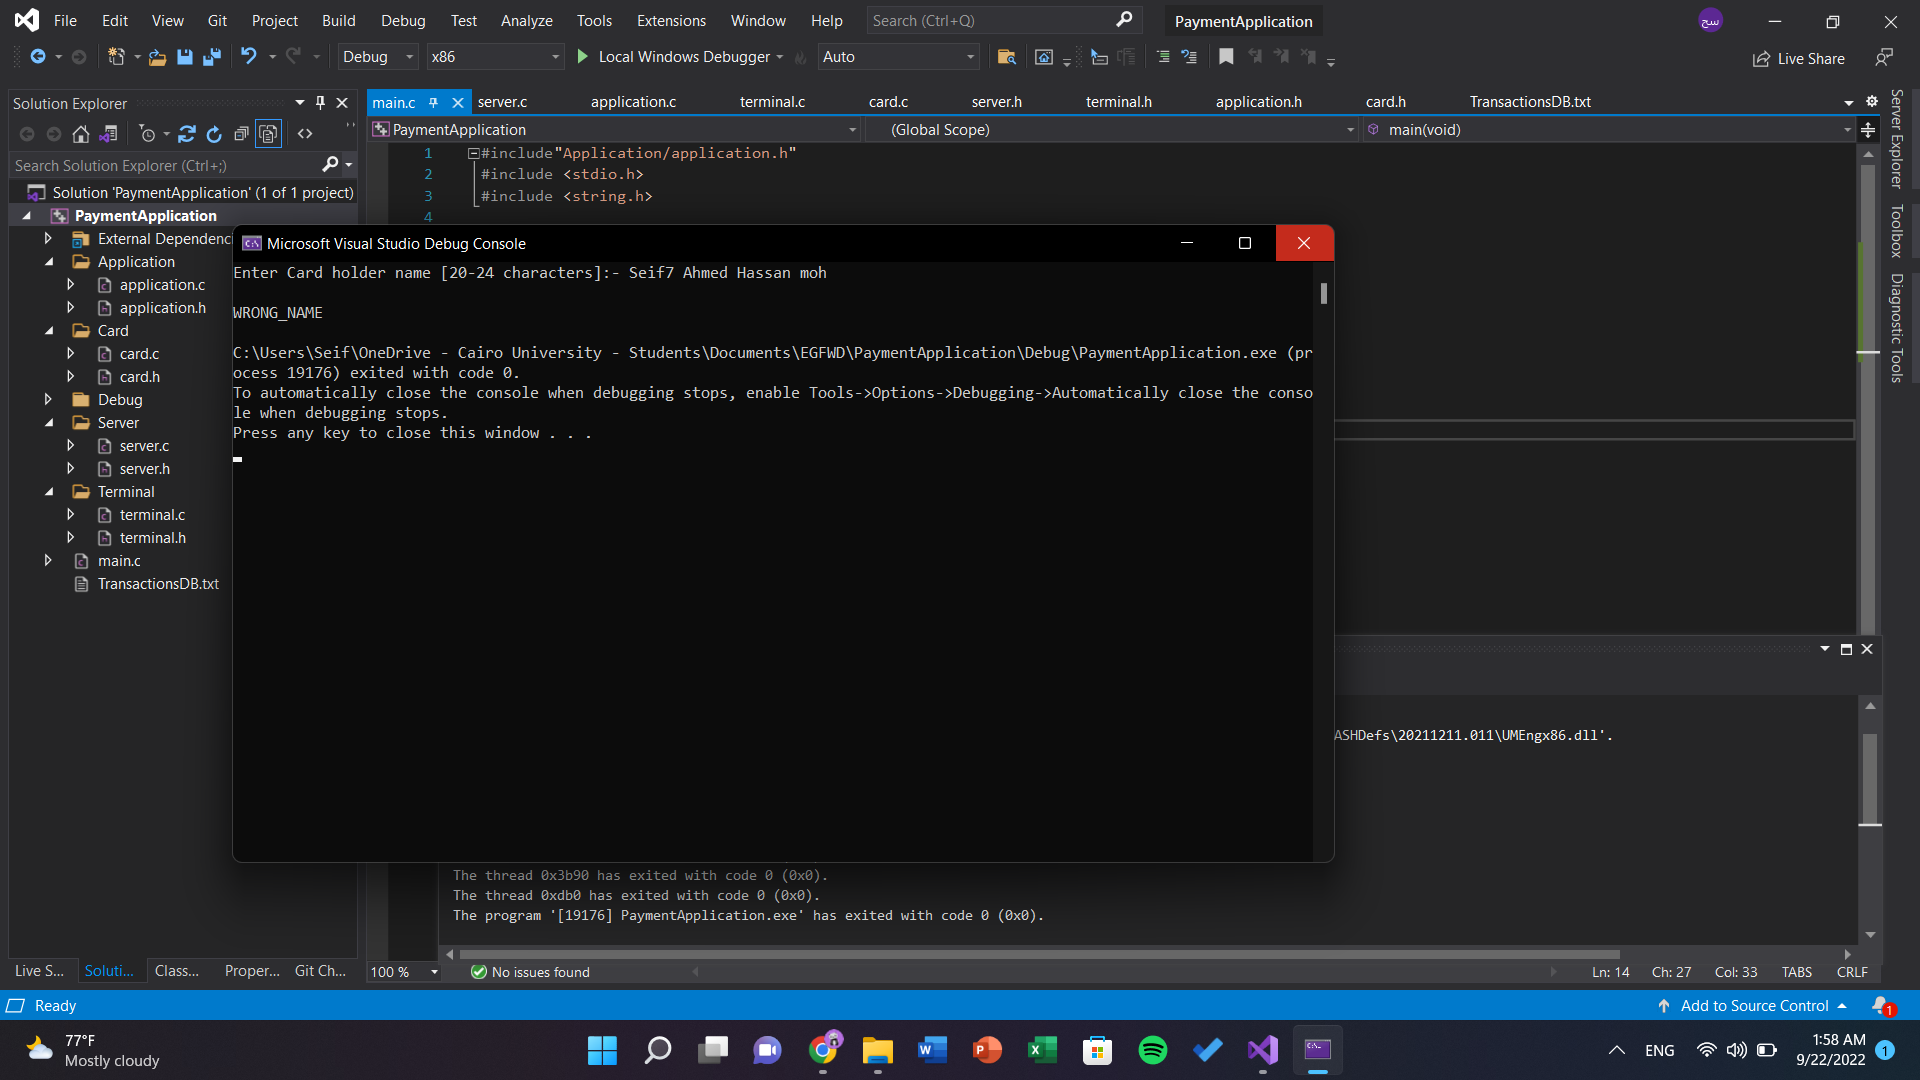 File Edit View Git Project Build Debug Test Analyze Tools Extensions Window Help Search (Ctrl+Q) PaymentApplication سح
Debug x86 Local Windows Debugger Auto Live Share
Solution Explorer
main.c server.c application.c terminal.c card.c server.h terminal.h application.h card.h TransactionsDB.txt
PaymentApplication (Global Scope) main(void)
Search Solution Explorer (Ctrl+;)
Solution 'PaymentApplication' (1 of 1 project)
PaymentApplication
External Dependenc
Application
application.c
application.h
Card
card.c
card.h
Debug
Server
server.c
server.h
Terminal
terminal.c
terminal.h
main.c
TransactionsDB.txt
1 #include"Application/application.h"
2 #include <stdio.h>
3 #include <string.h>
4
Microsoft Visual Studio Debug Console
Enter Card holder name [20-24 characters]:- Seif7 Ahmed Hassan moh
WRONG_NAME
C:\Users\Seif\OneDrive - Cairo University - Students\Documents\EGFWD\PaymentApplication\Debug\PaymentApplication.exe (pr
ocess 19176) exited with code 0.
To automatically close the console when debugging stops, enable Tools->Options->Debugging->Automatically close the conso
le when debugging stops.
Press any key to close this window . . .
Server Explorer
Toolbox
Diagnostic Tools
ASHDefs\20211211.011\UMEngx86.dll'.
The thread 0x3b90 has exited with code 0 (0x0).
The thread 0xdb0 has exited with code 0 (0x0).
The program '[19176] PaymentApplication.exe' has exited with code 0 (0x0).
Live S... Soluti... Class... Proper... Git Ch... 100 % No issues found Ln: 14 Ch: 27 Col: 33 TABS CRLF
Ready Add to Source Control 1
77°F
Mostly cloudy
ENG
1:58 AM
9/22/2022 1